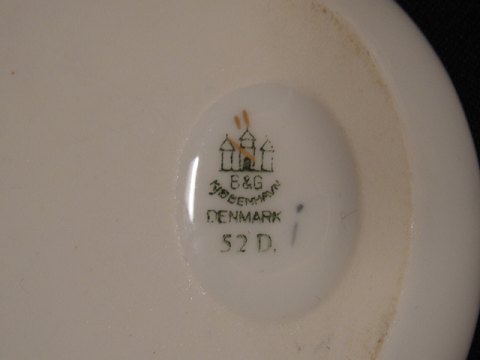 B&G
KJØBENHAVN
DENMARK
52 D.